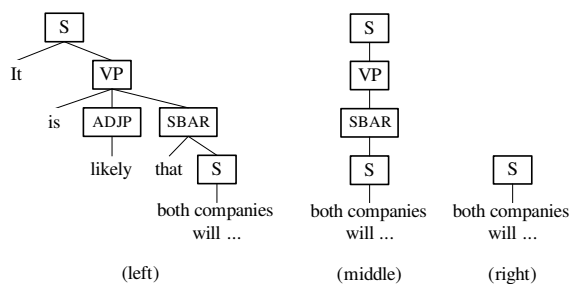 S S
It VP VP
is ADJP SBAR SBAR
likely that S S S
both companies both companies both companies
will ... will ... will ...
(left) (middle) (right)